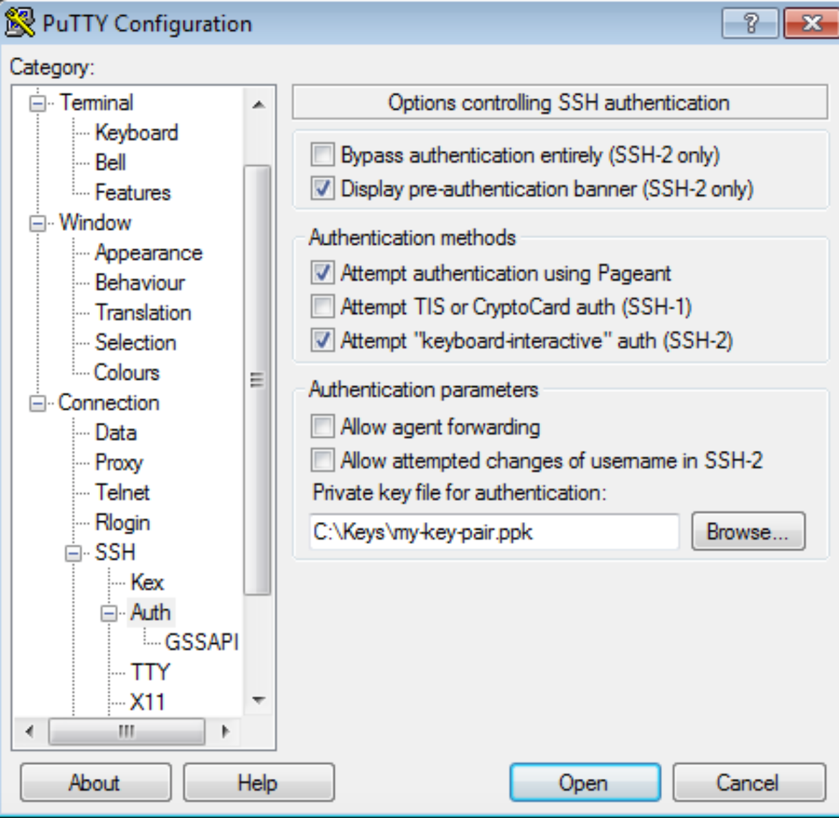 PuTTY Configuration
Category:
Terminal
Keyboard
Bell
Features
Window
Appearance
Behaviour
Translation
Selection
Colours
Connection
Data
Proxy
Telnet
Rlogin
SSH
Kex
Auth
GSSAPI
TTY
X11
Options controlling SSH authentication
Bypass authentication entirely (SSH-2 only)
Display pre-authentication banner (SSH-2 only)
Authentication methods
Attempt authentication using Pageant
Attempt TIS or CryptoCard auth (SSH-1)
Attempt "keyboard-interactive" auth (SSH-2)
Authentication parameters
Allow agent forwarding
Allow attempted changes of username in SSH-2
Private key file for authentication:
C:\Keys\my-key-pair.ppk
Browse...
About
Help
Open
Cancel